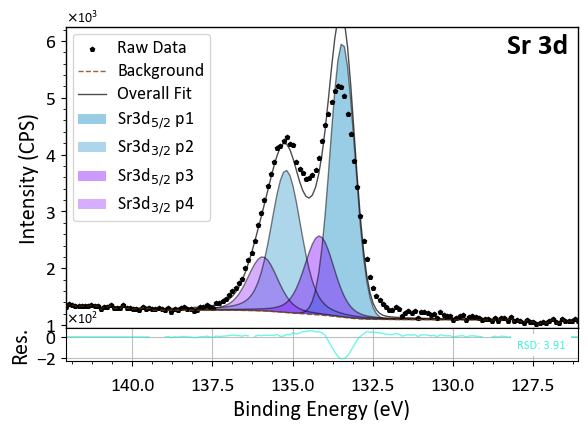 ×10³
Sr 3d
Raw Data
Background
Overall Fit
Sr3d₅/₂ p1
Sr3d₃/₂ p2
Sr3d₅/₂ p3
Sr3d₃/₂ p4
Intensity (CPS)
6
5
4
3
2
1
×10²
Res.
0
−2
RSD: 3.91
140.0 137.5 135.0 132.5 130.0 127.5
Binding Energy (eV)